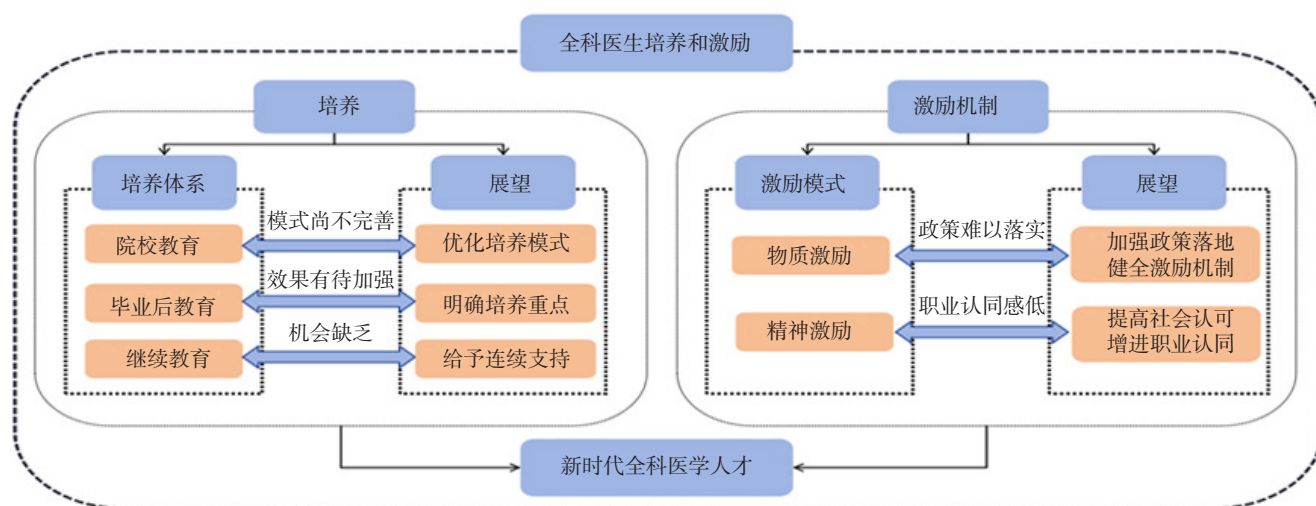 全科医生培养和激励
培养
激励机制
培养体系
展望
激励模式
展望
院校教育
模式尚不完善
优化培养模式
毕业后教育
效果有待加强
明确培养重点
继续教育
机会缺乏
给予连续支持
物质激励
政策难以落实
加强政策落地
健全激励机制
精神激励
职业认同感低
提高社会认可
增进职业认同
新时代全科医学人才